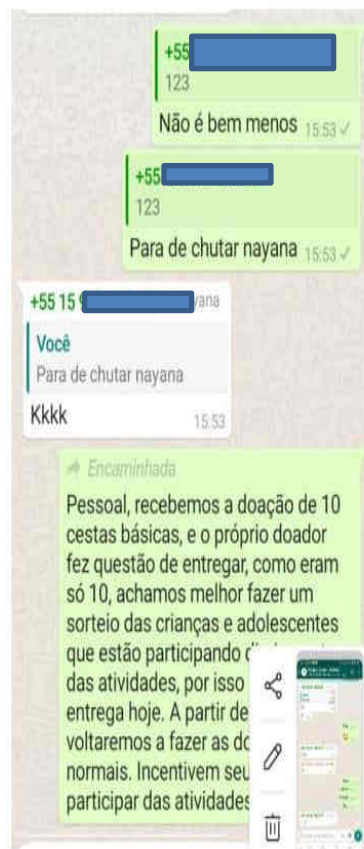 +55
123
Não é bem menos 15:53
+55
123
Para de chutar nayana 15:53
+55 15
Você
Para de chutar nayana
Kkkk 15:53
Encaminhada
Pessoal, recebemos a doação de 10
cestas básicas, e o próprio doador
fez questão de entregar, como eram
só 10, achamos melhor fazer um
sorteio das crianças e adolescentes
que estão participando
das atividades, por isso
entrega hoje. A partir de
voltaremos a fazer as
normais. Incentivem
participar das atividades